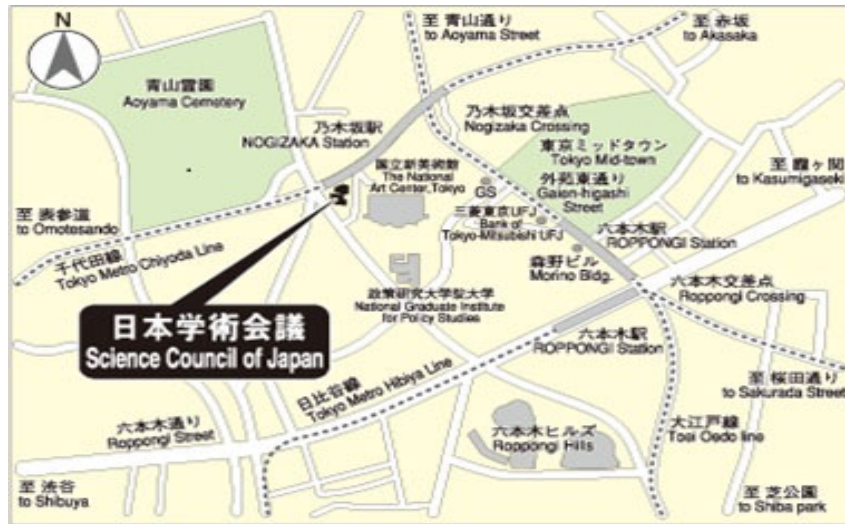 N
至 青山通り
to Aoyama Street
至 赤坂
to Akasaka
青山霊園
Aoyama Cemetery
乃木坂駅
NOGIZAKA Station
乃木坂交差点
Nogizaka Crossing
国立新美術館
The National
Art Center,Tokyo
東京ミッドタウン
Tokyo Mid-town
至 霞ヶ関
to Kasumigaseki
GS
外苑東通り
Gaien-higashi
Street
至 表参道
to Omotesando
三菱東京UFJ
Bank of
Tokyo-Mitsubishi UFJ
六本木駅
ROPPONGI Station
千代田線
Tokyo Metro Chiyoda Line
森野ビル
Morino Bldg.
六本木交差点
Roppongi Crossing
政策研究大学院大学
National Graduate Institute
for Policy Studies
日本学術会議
Science Council of Japan
六本木駅
ROPPONGI Station
日比谷線
Tokyo Metro Hibiya Line
至 桜田通り
to Sakurada Street
六本木通り
Roppongi Street
六本木ヒルズ
Roppongi Hills
大江戸線
Toei Oedo line
至 渋谷
to Shibuya
至 芝公園
to Shiba park